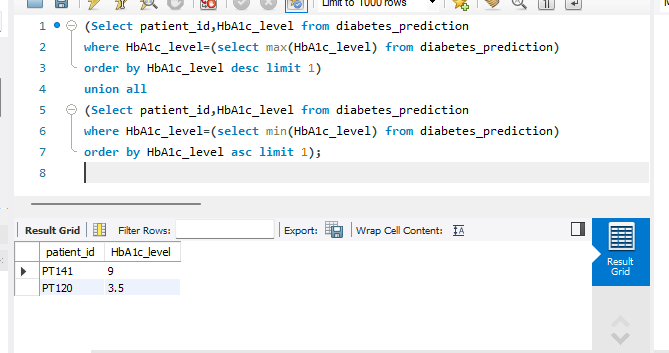 Limit to 1000 rows
1 (Select patient_id,HbA1c_level from diabetes_prediction
2 where HbA1c_level=(select max(HbA1c_level) from diabetes_prediction)
3 order by HbA1c_level desc limit 1)
4 union all
5 (Select patient_id,HbA1c_level from diabetes_prediction
6 where HbA1c_level=(select min(HbA1c_level) from diabetes_prediction)
7 order by HbA1c_level asc limit 1);
8
Result Grid Filter Rows: Export: Wrap Cell Content:
patient_id HbA1c_level
PT141 9
PT120 3.5
Result
Grid